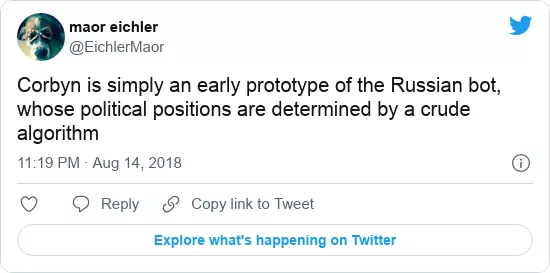 maor eichler
@EichlerMaor
Corbyn is simply an early prototype of the Russian bot,
whose political positions are determined by a crude
algorithm
11:19 PM · Aug 14, 2018
Reply Copy link to Tweet
Explore what's happening on Twitter